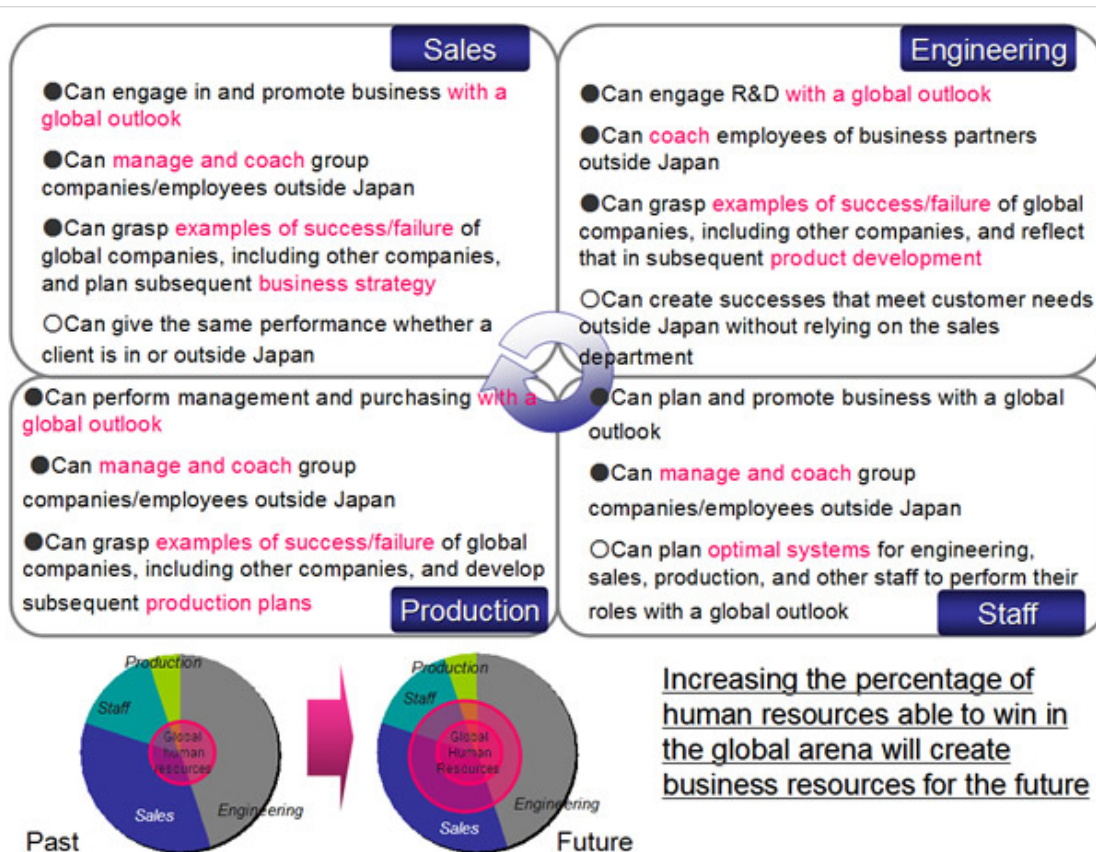 Sales
●Can engage in and promote business with a
global outlook
●Can manage and coach group
companies/employees outside Japan
●Can grasp examples of success/failure of
global companies, including other companies,
and plan subsequent business strategy
○Can give the same performance whether a
client is in or outside Japan
Engineering
●Can engage R&D with a global outlook
●Can coach employees of business partners
outside Japan
●Can grasp examples of success/failure of global
companies, including other companies, and reflect
that in subsequent product development
○Can create successes that meet customer needs
outside Japan without relying on the sales
department
●Can perform management and purchasing with a
global outlook
●Can manage and coach group
companies/employees outside Japan
●Can grasp examples of success/failure of global
companies, including other companies, and develop
subsequent production plans
Production
●Can plan and promote business with a global
outlook
●Can manage and coach group
companies/employees outside Japan
○Can plan optimal systems for engineering,
sales, production, and other staff to perform their
roles with a global outlook
Staff
Production
Staff
Global
human
resources
Engineering
Sales
Past
Production
Staff
Global
Human
Resources
Engineering
Sales
Future
Increasing the percentage of
human resources able to win in
the global arena will create
business resources for the future